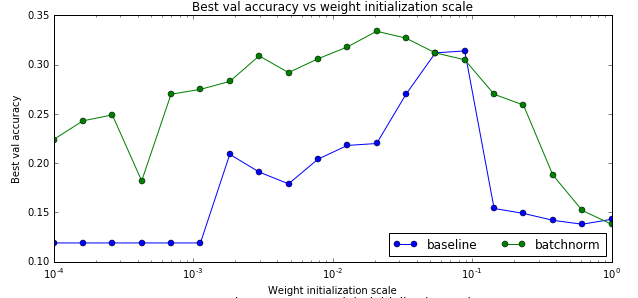 Best val accuracy vs weight initialization scale
0.35
0.30
0.25
0.20
0.15
0.10
Best val accuracy
baseline
batchnorm
10^-4
10^-3
10^-2
10^-1
10^0
Weight initialization scale